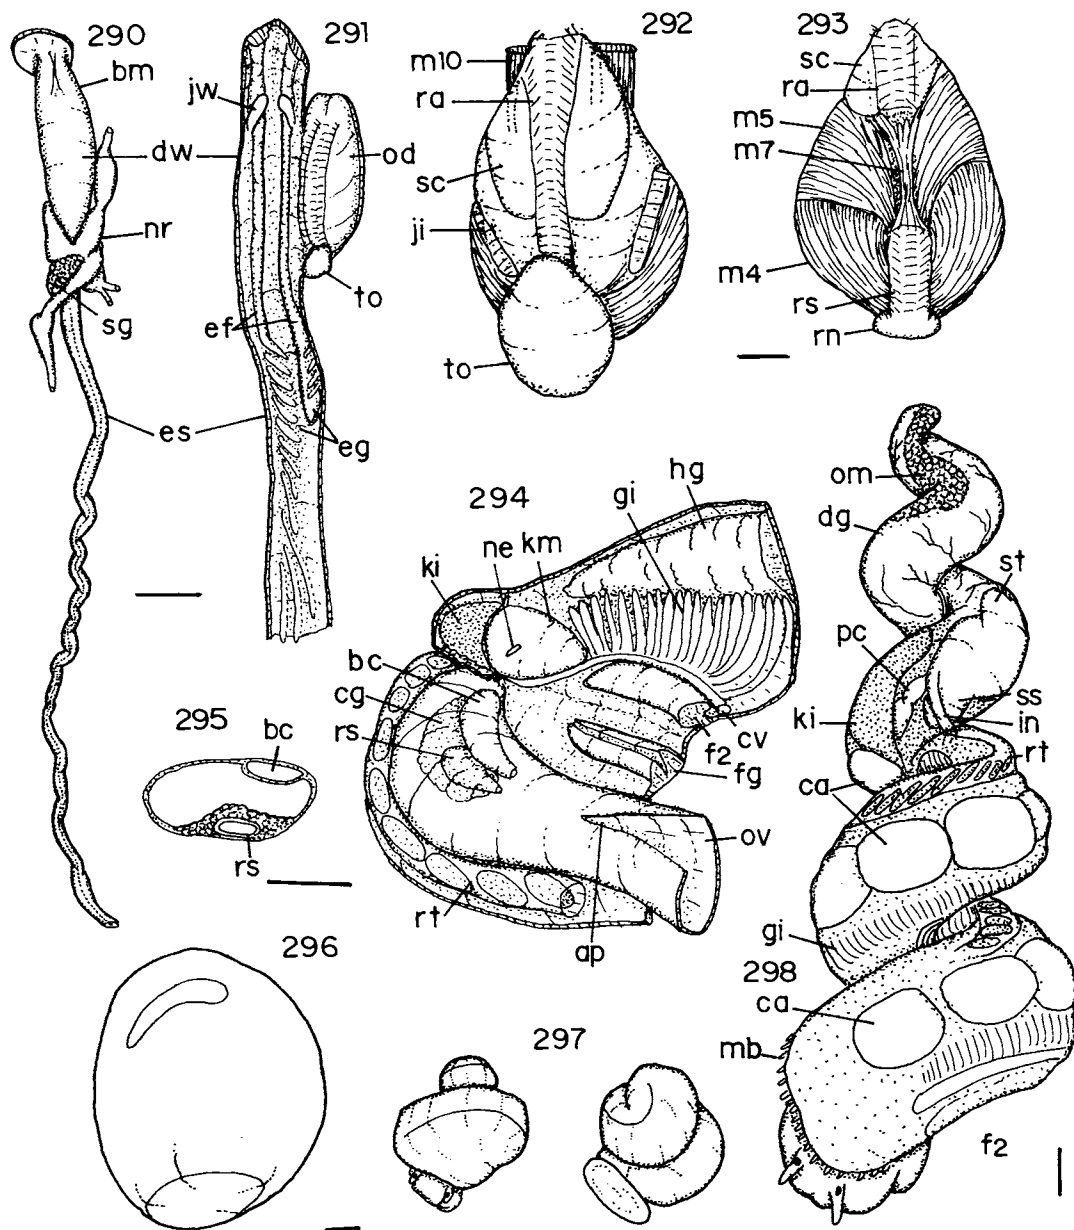 290
bm
dw
nr
sg
es
291
jw
od
to
ef
eg
292
m10
ra
sc
ji
to
293
sc
ra
m5
m7
m4
rs
rn
294
hg
gi
km
ne
ki
bc
cg
rs
cv
f2
fg
ov
rt
ap
295
bc
rs
296
297
om
dg
st
pc
ss
in
ki
rt
ca
gi
298
ca
mb
f2